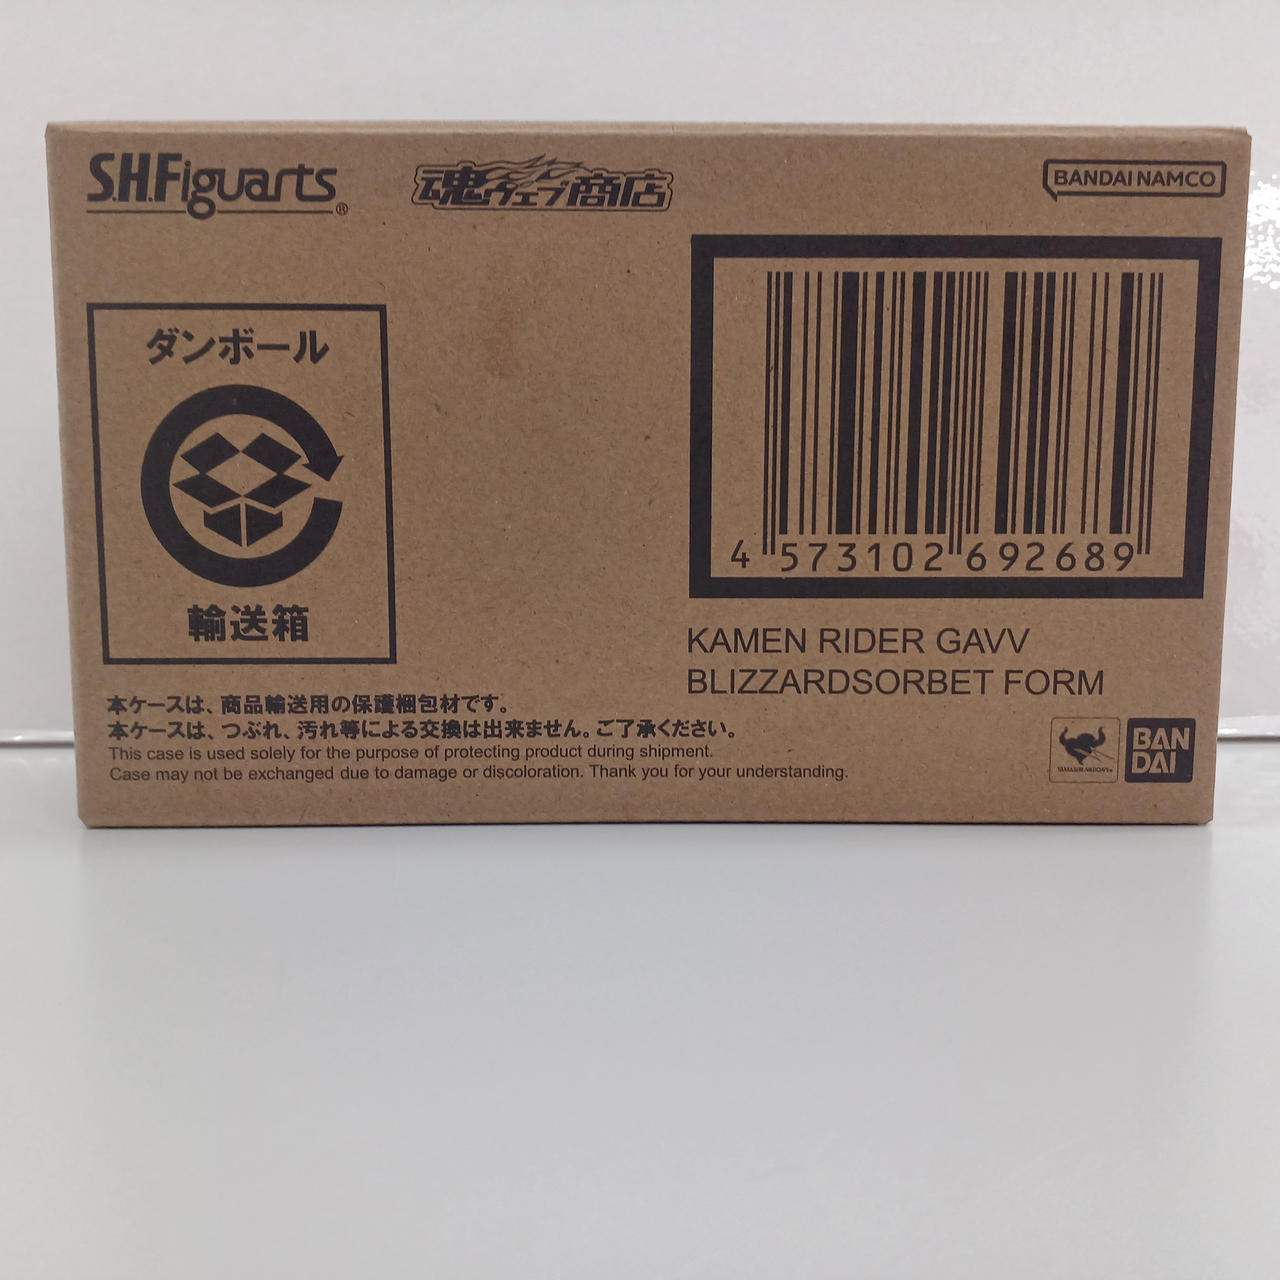 S.H.Figuarts®
魂ウェブ商店
BANDAI NAMCO
ダンボール
輸送箱
4 573102 692689
KAMEN RIDER GAVV
BLIZZARDSORBET FORM
本ケースは、商品輸送用の保護梱包材です。
本ケースは、つぶれ、汚れ等による交換は出来ません。ご了承ください。
This case is used solely for the purpose of protecting product during shipment.
Case may not be exchanged due to damage or discoloration. Thank you for your understanding.
TAMASHII NATIONS
BAN
DAI